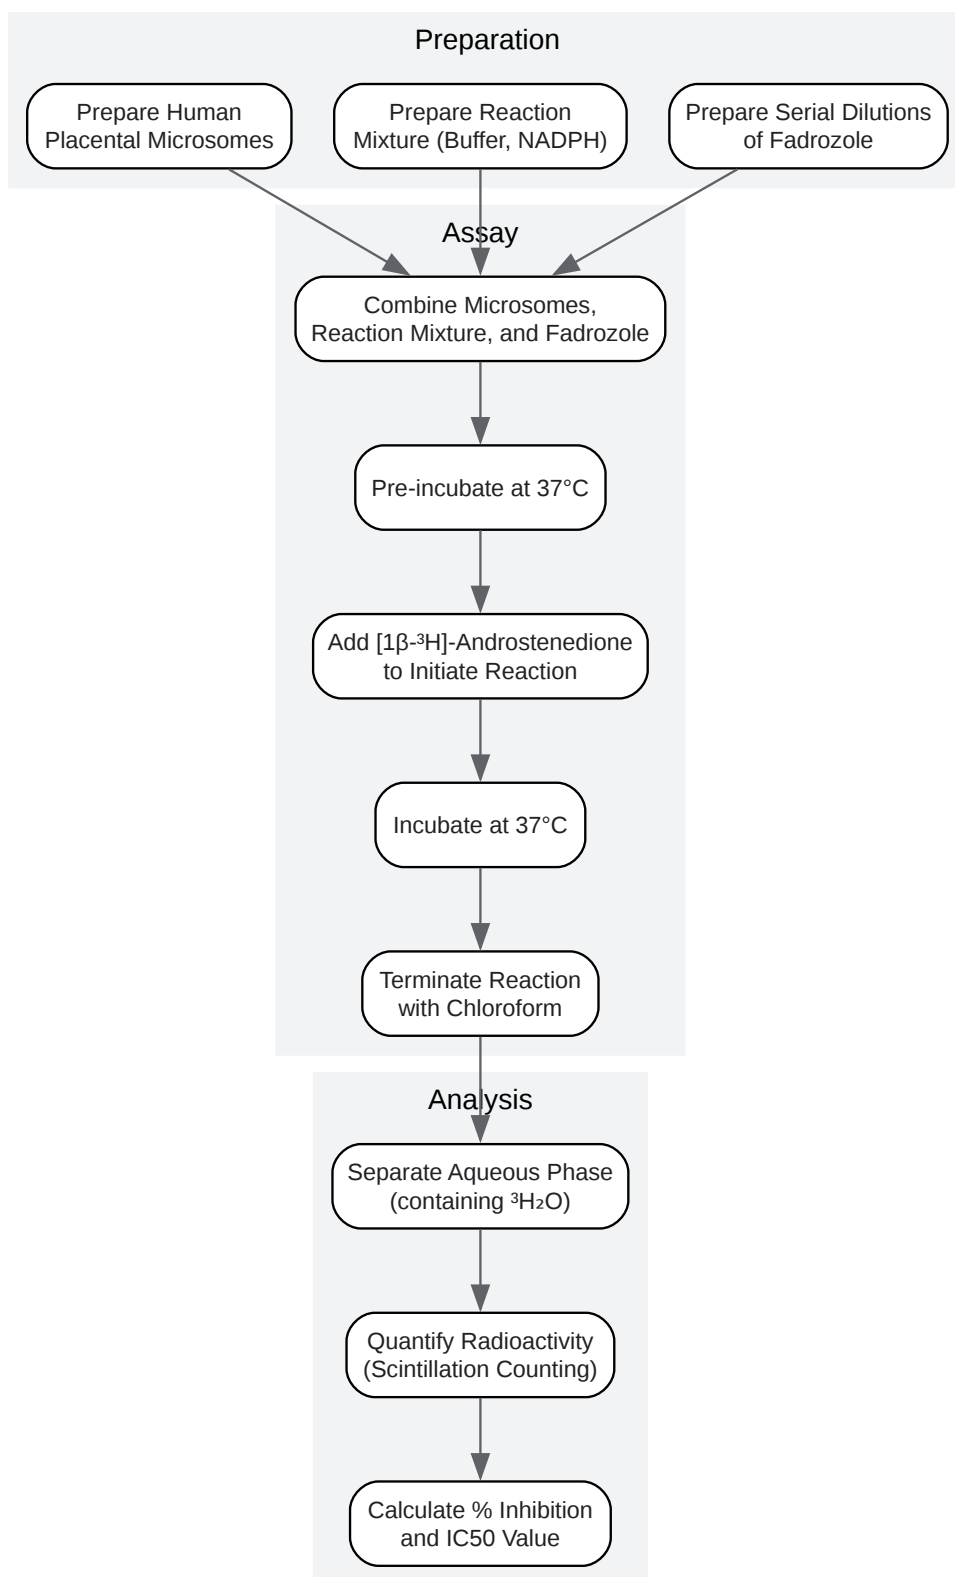 Preparation
Prepare Human
Placental Microsomes
Prepare Reaction
Mixture (Buffer, NADPH)
Prepare Serial Dilutions
of Fadrozole
Assay
Combine Microsomes,
Reaction Mixture, and Fadrozole
Pre-incubate at 37°C
Add [1β-³H]-Androstenedione
to Initiate Reaction
Incubate at 37°C
Terminate Reaction
with Chloroform
Analysis
Separate Aqueous Phase
(containing ³H₂O)
Quantify Radioactivity
(Scintillation Counting)
Calculate % Inhibition
and IC50 Value